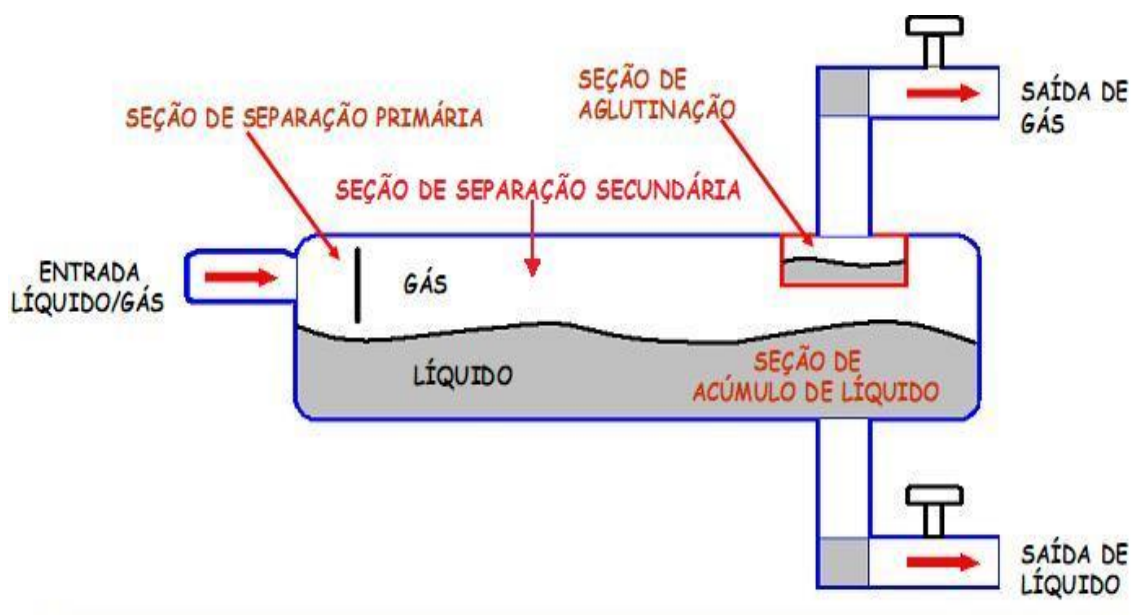 SEÇÃO DE
AGLUTINAÇÃO
SAÍDA DE
GÁS
SEÇÃO DE SEPARAÇÃO PRIMÁRIA
SEÇÃO DE SEPARAÇÃO SECUNDÁRIA
ENTRADA
LÍQUIDO/GÁS
GÁS
LÍQUIDO
SEÇÃO DE
ACÚMULO DE LÍQUIDO
SAÍDA DE
LÍQUIDO